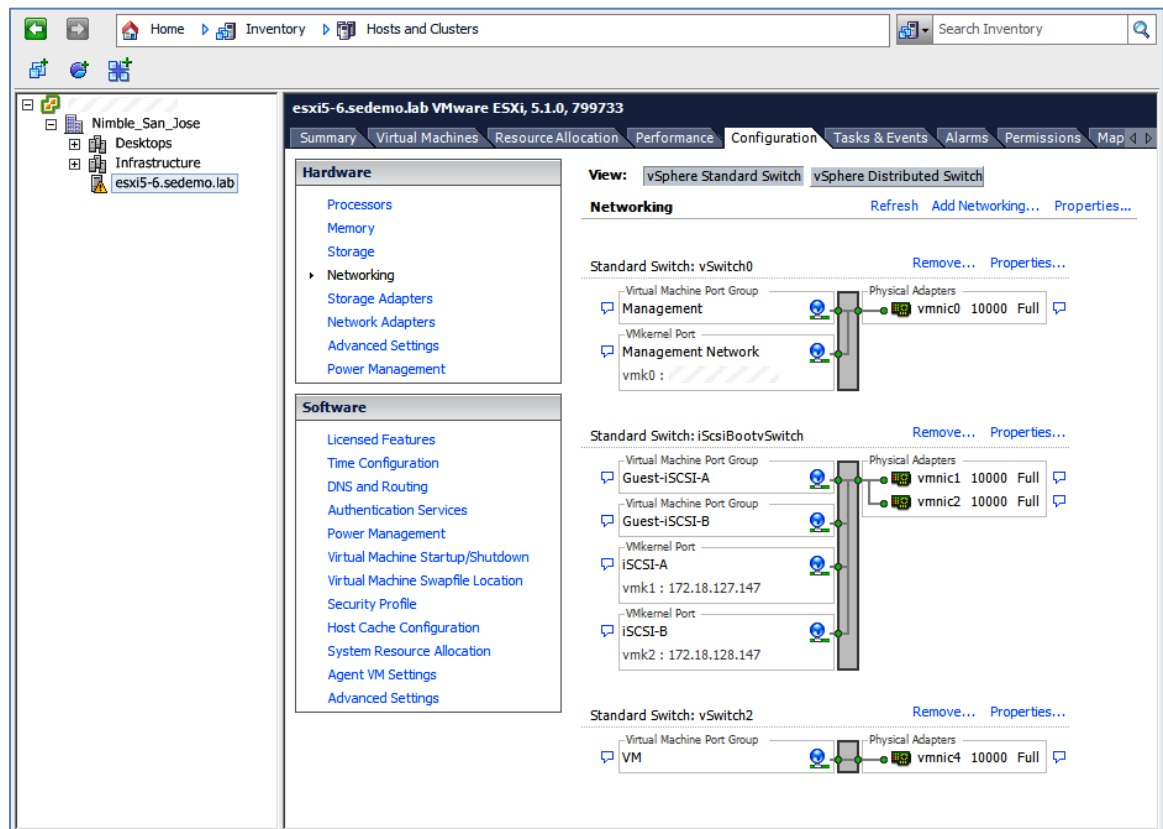 Home Inventory Hosts and Clusters Search Inventory
Nimble_San_Jose
Desktops
Infrastructure
esxi5-6.sedemo.lab
esxi5-6.sedemo.lab VMware ESXi, 5.1.0, 799733
Summary Virtual Machines Resource Allocation Performance Configuration Tasks & Events Alarms Permissions Map
Hardware
Processors
Memory
Storage
Networking
Storage Adapters
Network Adapters
Advanced Settings
Power Management
Software
Licensed Features
Time Configuration
DNS and Routing
Authentication Services
Power Management
Virtual Machine Startup/Shutdown
Virtual Machine Swapfile Location
Security Profile
Host Cache Configuration
System Resource Allocation
Agent VM Settings
Advanced Settings
View: vSphere Standard Switch vSphere Distributed Switch
Networking Refresh Add Networking... Properties...
Standard Switch: vSwitch0 Remove... Properties...
Virtual Machine Port Group Physical Adapters
Management vmnic0 10000 Full
VMkernel Port
Management Network
vmk0 :
Standard Switch: iScsiBootvSwitch Remove... Properties...
Virtual Machine Port Group Physical Adapters
Guest-iSCSI-A vmnic1 10000 Full
Virtual Machine Port Group vmnic2 10000 Full
Guest-iSCSI-B
VMkernel Port
iSCSI-A
vmk1 : 172.18.127.147
VMkernel Port
iSCSI-B
vmk2 : 172.18.128.147
Standard Switch: vSwitch2 Remove... Properties...
Virtual Machine Port Group Physical Adapters
VM vmnic4 10000 Full